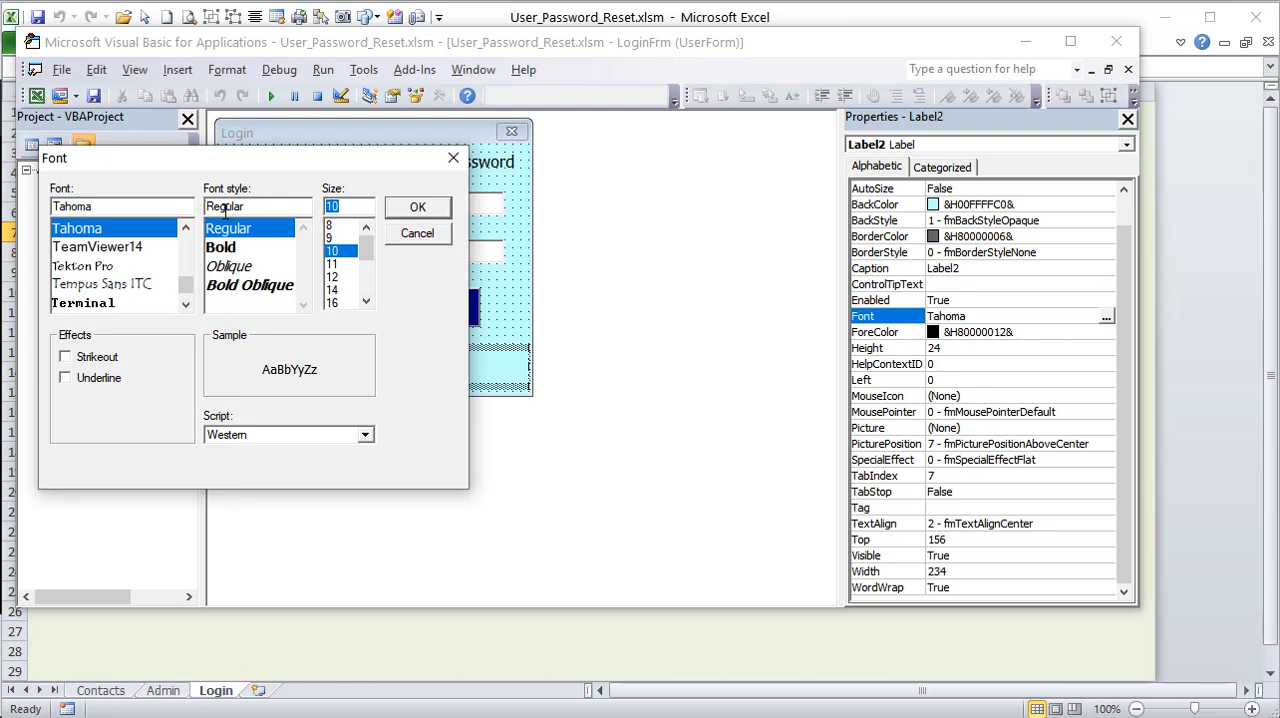 User_Password_Reset.xlsm - Microsoft Excel
Microsoft Visual Basic for Applications - User_Password_Reset.xlsm - [User_Password_Reset.xlsm - LoginFrm (UserForm)]
File Edit View Insert Format Debug Run Tools Add-Ins Window Help
Type a question for help
Project - VBAProject
Login
Properties - Label2
Label2 Label
Alphabetic Categorized
AutoSize False
BackColor &H00FFFFC0&
BackStyle 1 - fmBackStyleOpaque
BorderColor &H80000006&
BorderStyle 0 - fmBorderStyleNone
Caption Label2
ControlTipText
Enabled True
Font Tahoma ...
ForeColor &H80000012&
Height 24
HelpContextID 0
Left 0
MouseIcon (None)
MousePointer 0 - fmMousePointerDefault
Picture (None)
PicturePosition 7 - fmPicturePositionAboveCenter
SpecialEffect 0 - fmSpecialEffectFlat
TabIndex 7
TabStop False
Tag
TextAlign 2 - fmTextAlignCenter
Top 156
Visible True
Width 234
WordWrap True
Font
Font: Font style: Size:
Tahoma Regular 10
OK
Cancel
Tahoma
TeamViewer14
Tekton Pro
Tempus Sans ITC
Terminal
Regular
Bold
Oblique
Bold Oblique
8
9
10
11
12
14
16
Effects
Strikeout
Underline
Sample
AaBbYyZz
Script:
Western
26
27
28
29
Contacts Admin Login
Ready
100%